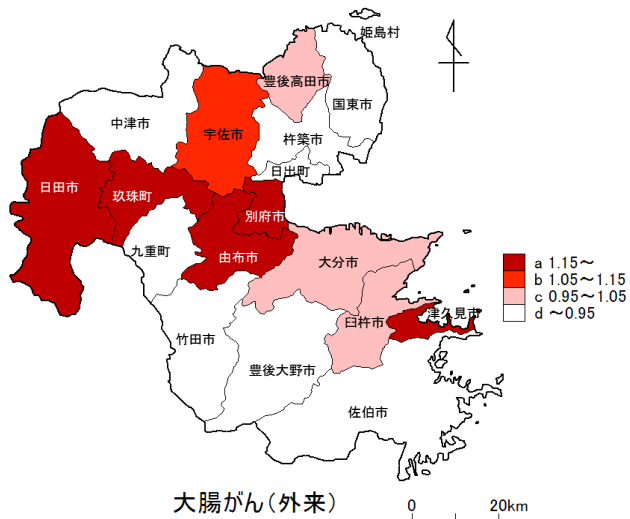 姫島村
豊後高田市
国東市
中津市
宇佐市
杵築市
日出町
日田市
玖珠町
別府市
九重町
由布市
大分市
a 1.15～
b 1.05～1.15
c 0.95～1.05
d ～0.95
津久見市
臼杵市
竹田市
豊後大野市
佐伯市
大腸がん(外来)
0 20km